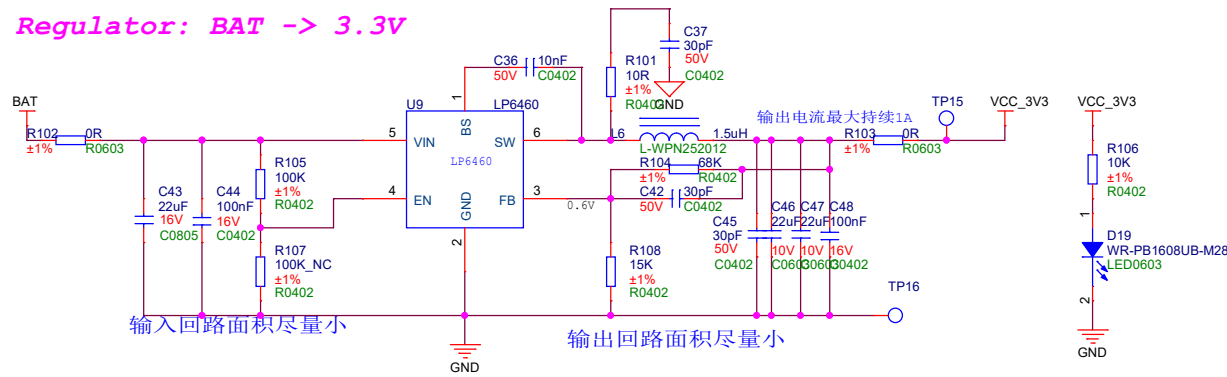 Regulator: BAT -> 3.3V
BAT
R102
0R
±1%
R0603
C43
22uF
16V
C0805
C44
100nF
16V
C0402
R105
100K
±1%
R0402
R107
100K_NC
±1%
R0402
输入回路面积尽量小
C36
10nF
50V
C0402
U9
LP6460
1
BS
5
VIN
SW
6
LP6460
4
EN
FB
3
GND
2
GND
0.6V
R101
10R
±1%
R0402
C37
30pF
50V
C0402
GND
L6
1.5uH
L-WPN252012
R104
68K
±1%
R0402
C42
30pF
50V
C0402
R108
15K
±1%
R0402
输出电流最大持续1A
C45
30pF
50V
C0402
C46
22uF
10V
C0603
C47
22uF
10V
C0603
C48
100nF
16V
C0402
输出回路面积尽量小
R103
0R
±1%
R0603
TP15
VCC_3V3
TP16
VCC_3V3
R106
10K
±1%
R0402
1
D19
WR-PB1608UB-M28
LED0603
2
GND